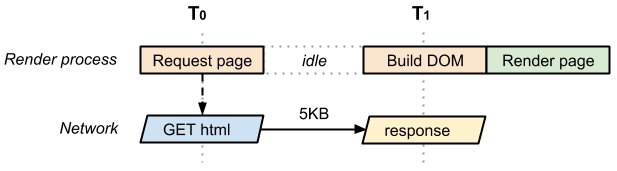 T0 T1
Render process Request page idle Build DOM Render page
5KB
Network GET html response